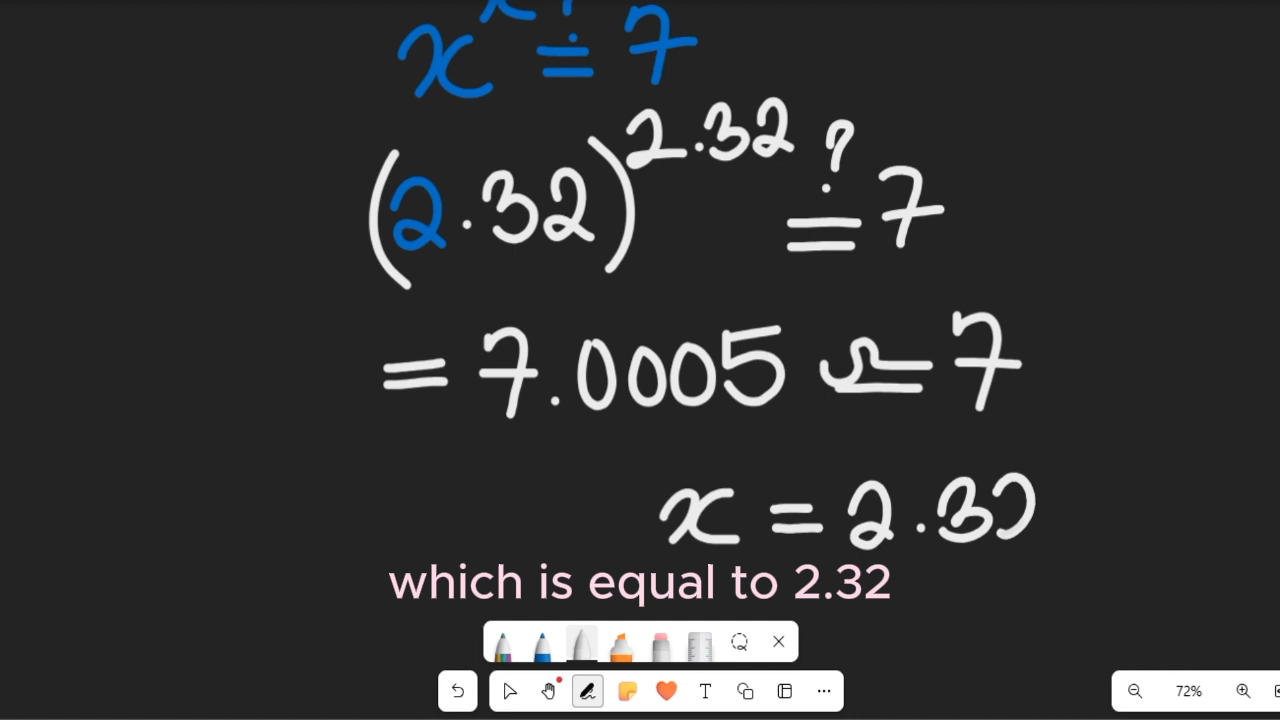 x^x ≟ 7
(2.32)^2.32 ≟ 7
= 7.0005 ≃ 7
x = 2.32
which is equal to 2.32
T
72%